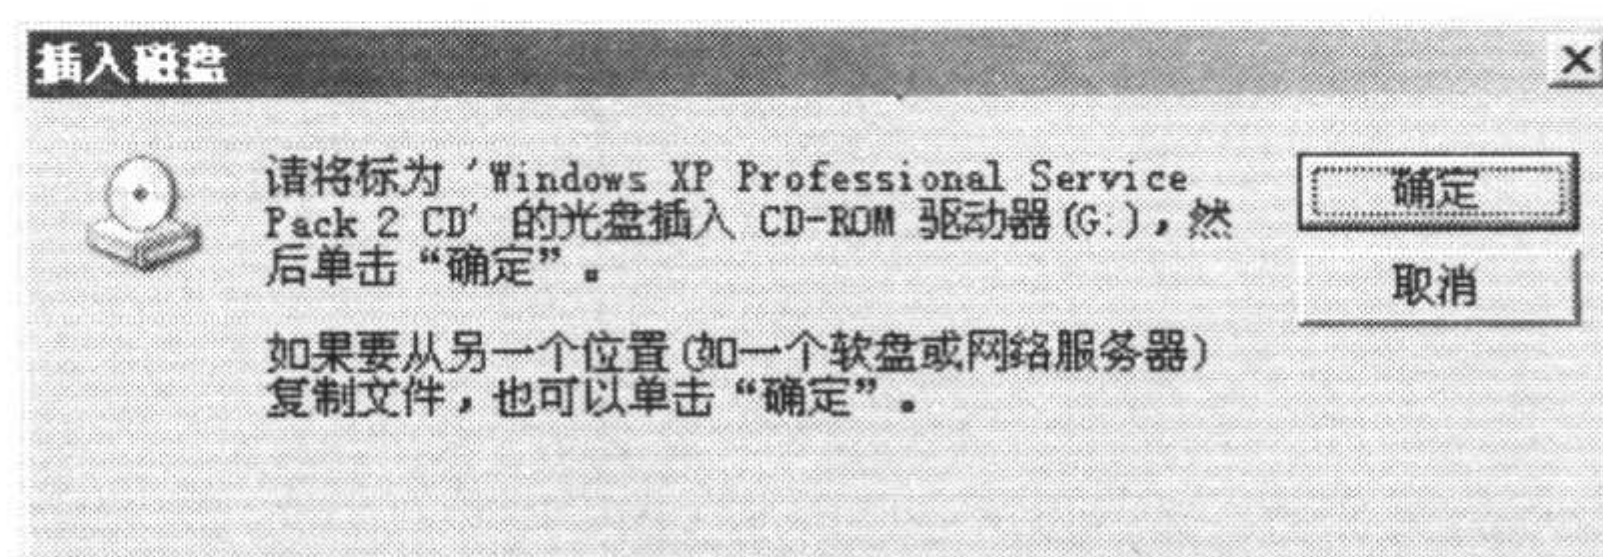 插入磁盘
请将标为 'Windows XP Professional Service
Pack 2 CD' 的光盘插入 CD-ROM 驱动器(G:)，然
后单击“确定”。
如果要从另一个位置(如一个软盘或网络服务器)
复制文件，也可以单击“确定”。
确定
取消